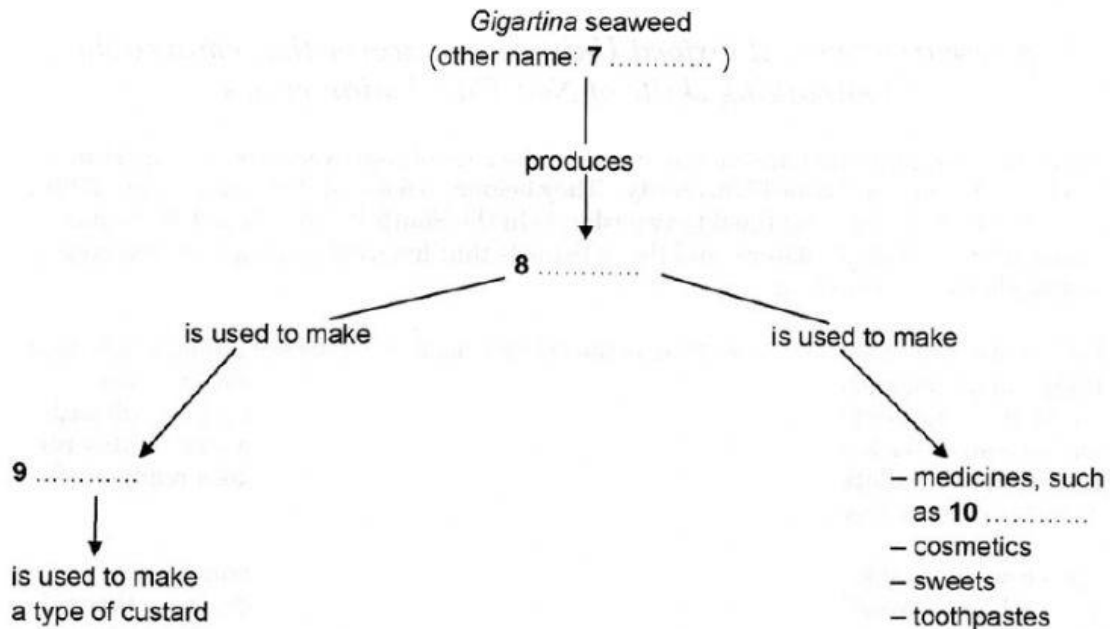 Gigartina seaweed
(other name: 7 .............. )
produces
8 ............
is used to make
is used to make
9 ............
is used to make
a type of custard
– medicines, such
as 10 ............
– cosmetics
– sweets
– toothpastes